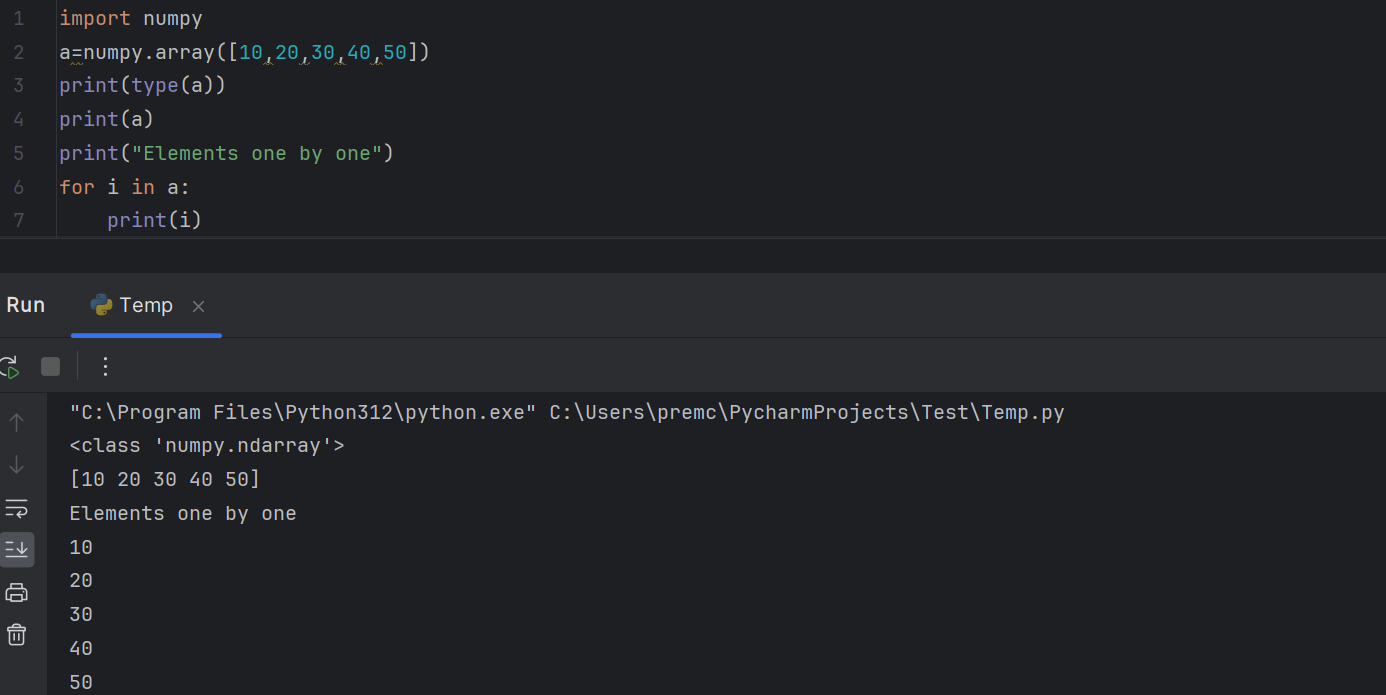 1 import numpy
2 a=numpy.array([10,20,30,40,50])
3 print(type(a))
4 print(a)
5 print("Elements one by one")
6 for i in a:
7     print(i)
Run Temp
"C:\Program Files\Python312\python.exe" C:\Users\premc\PycharmProjects\Test\Temp.py
<class 'numpy.ndarray'>
[10 20 30 40 50]
Elements one by one
10
20
30
40
50